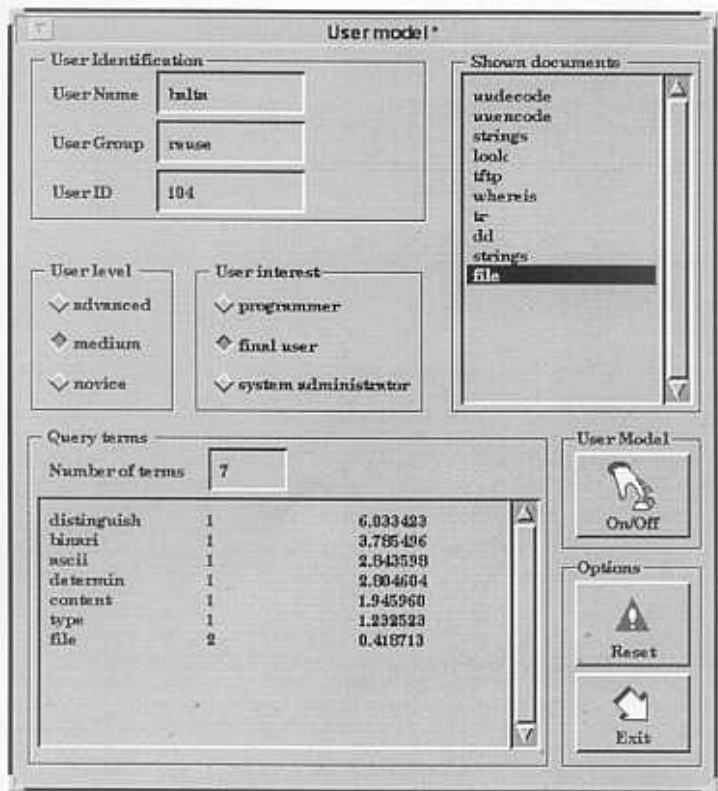 User model *
User Identification
User Name
User Group reuse
User ID 104
Shown documents
uudecode
uuencode
strings
look
tftp
whereis
tr
dd
strings
file
User level
advanced
medium
novice
User interest
programmer
final user
system administrator
Query terms
Number of terms 7
distinguish 1 6.033423
binari 1 3.785496
ascii 1 2.843598
determin 1 2.804604
content 1 1.945960
type 1 1.232523
file 2 0.418713
User Model
On/Off
Options
Reset
Exit